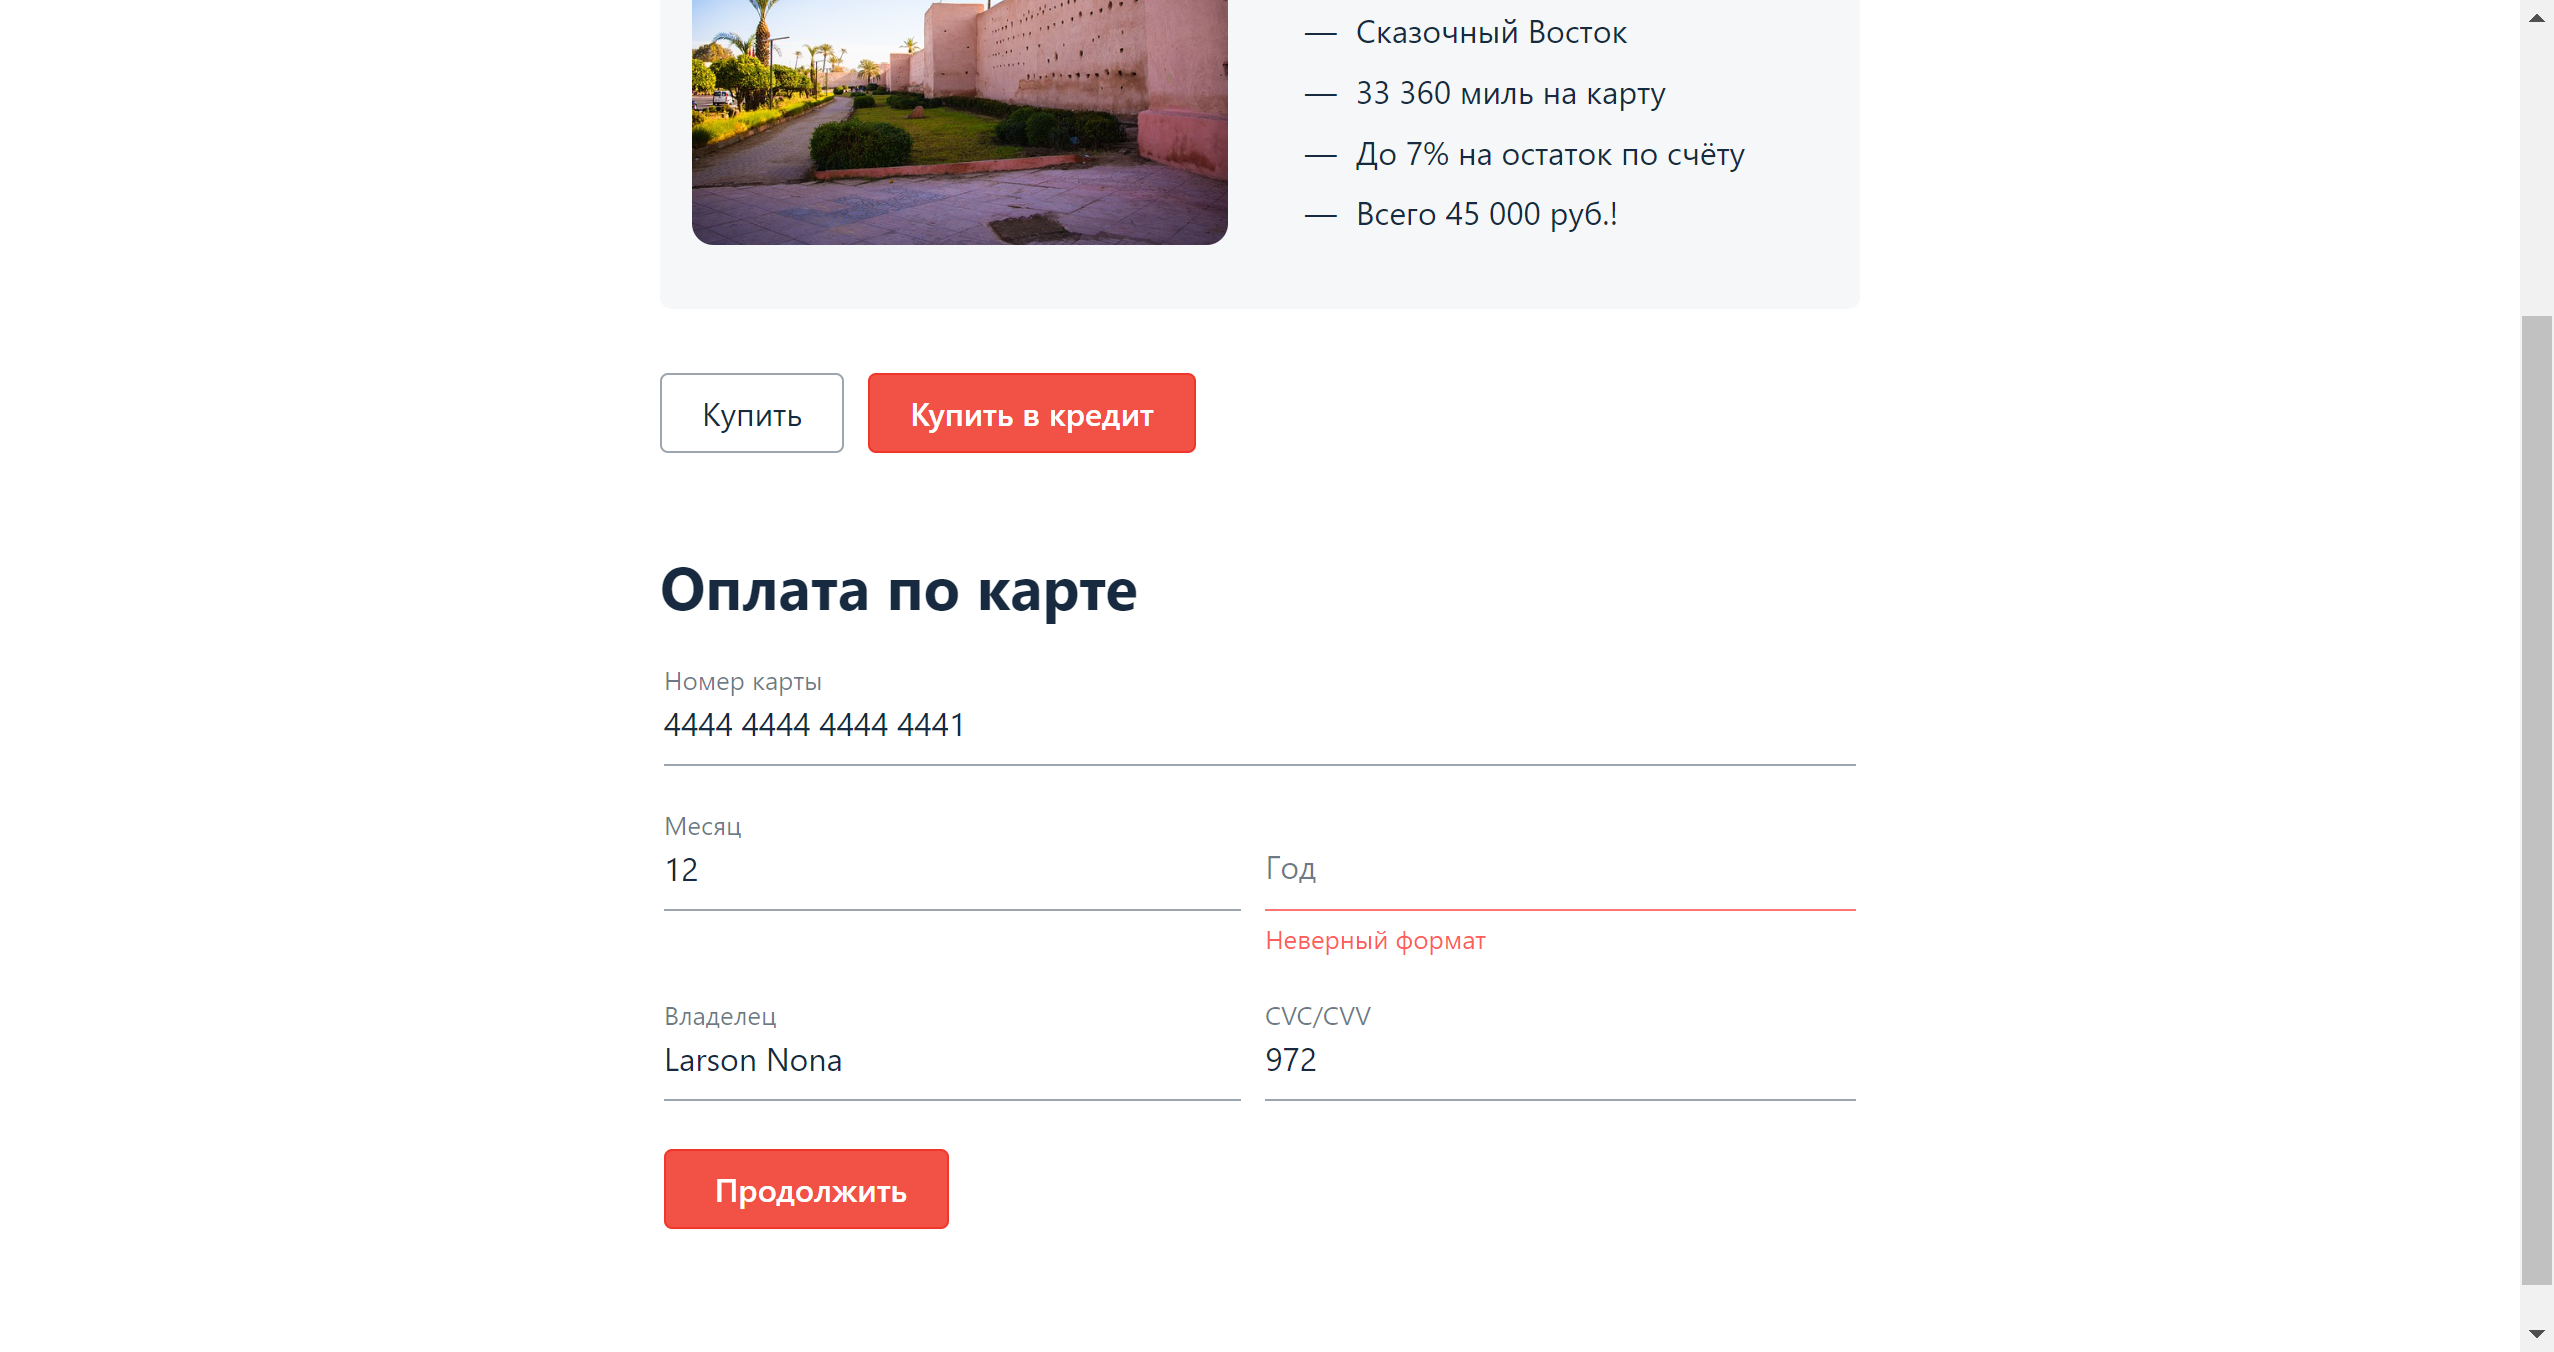 — Сказочный Восток
— 33 360 миль на карту
— До 7% на остаток по счёту
— Всего 45 000 руб.!
Купить
Купить в кредит
Оплата по карте
Номер карты
4444 4444 4444 4441
Месяц
12
Год
Неверный формат
Владелец
Larson Nona
CVC/CVV
972
Продолжить